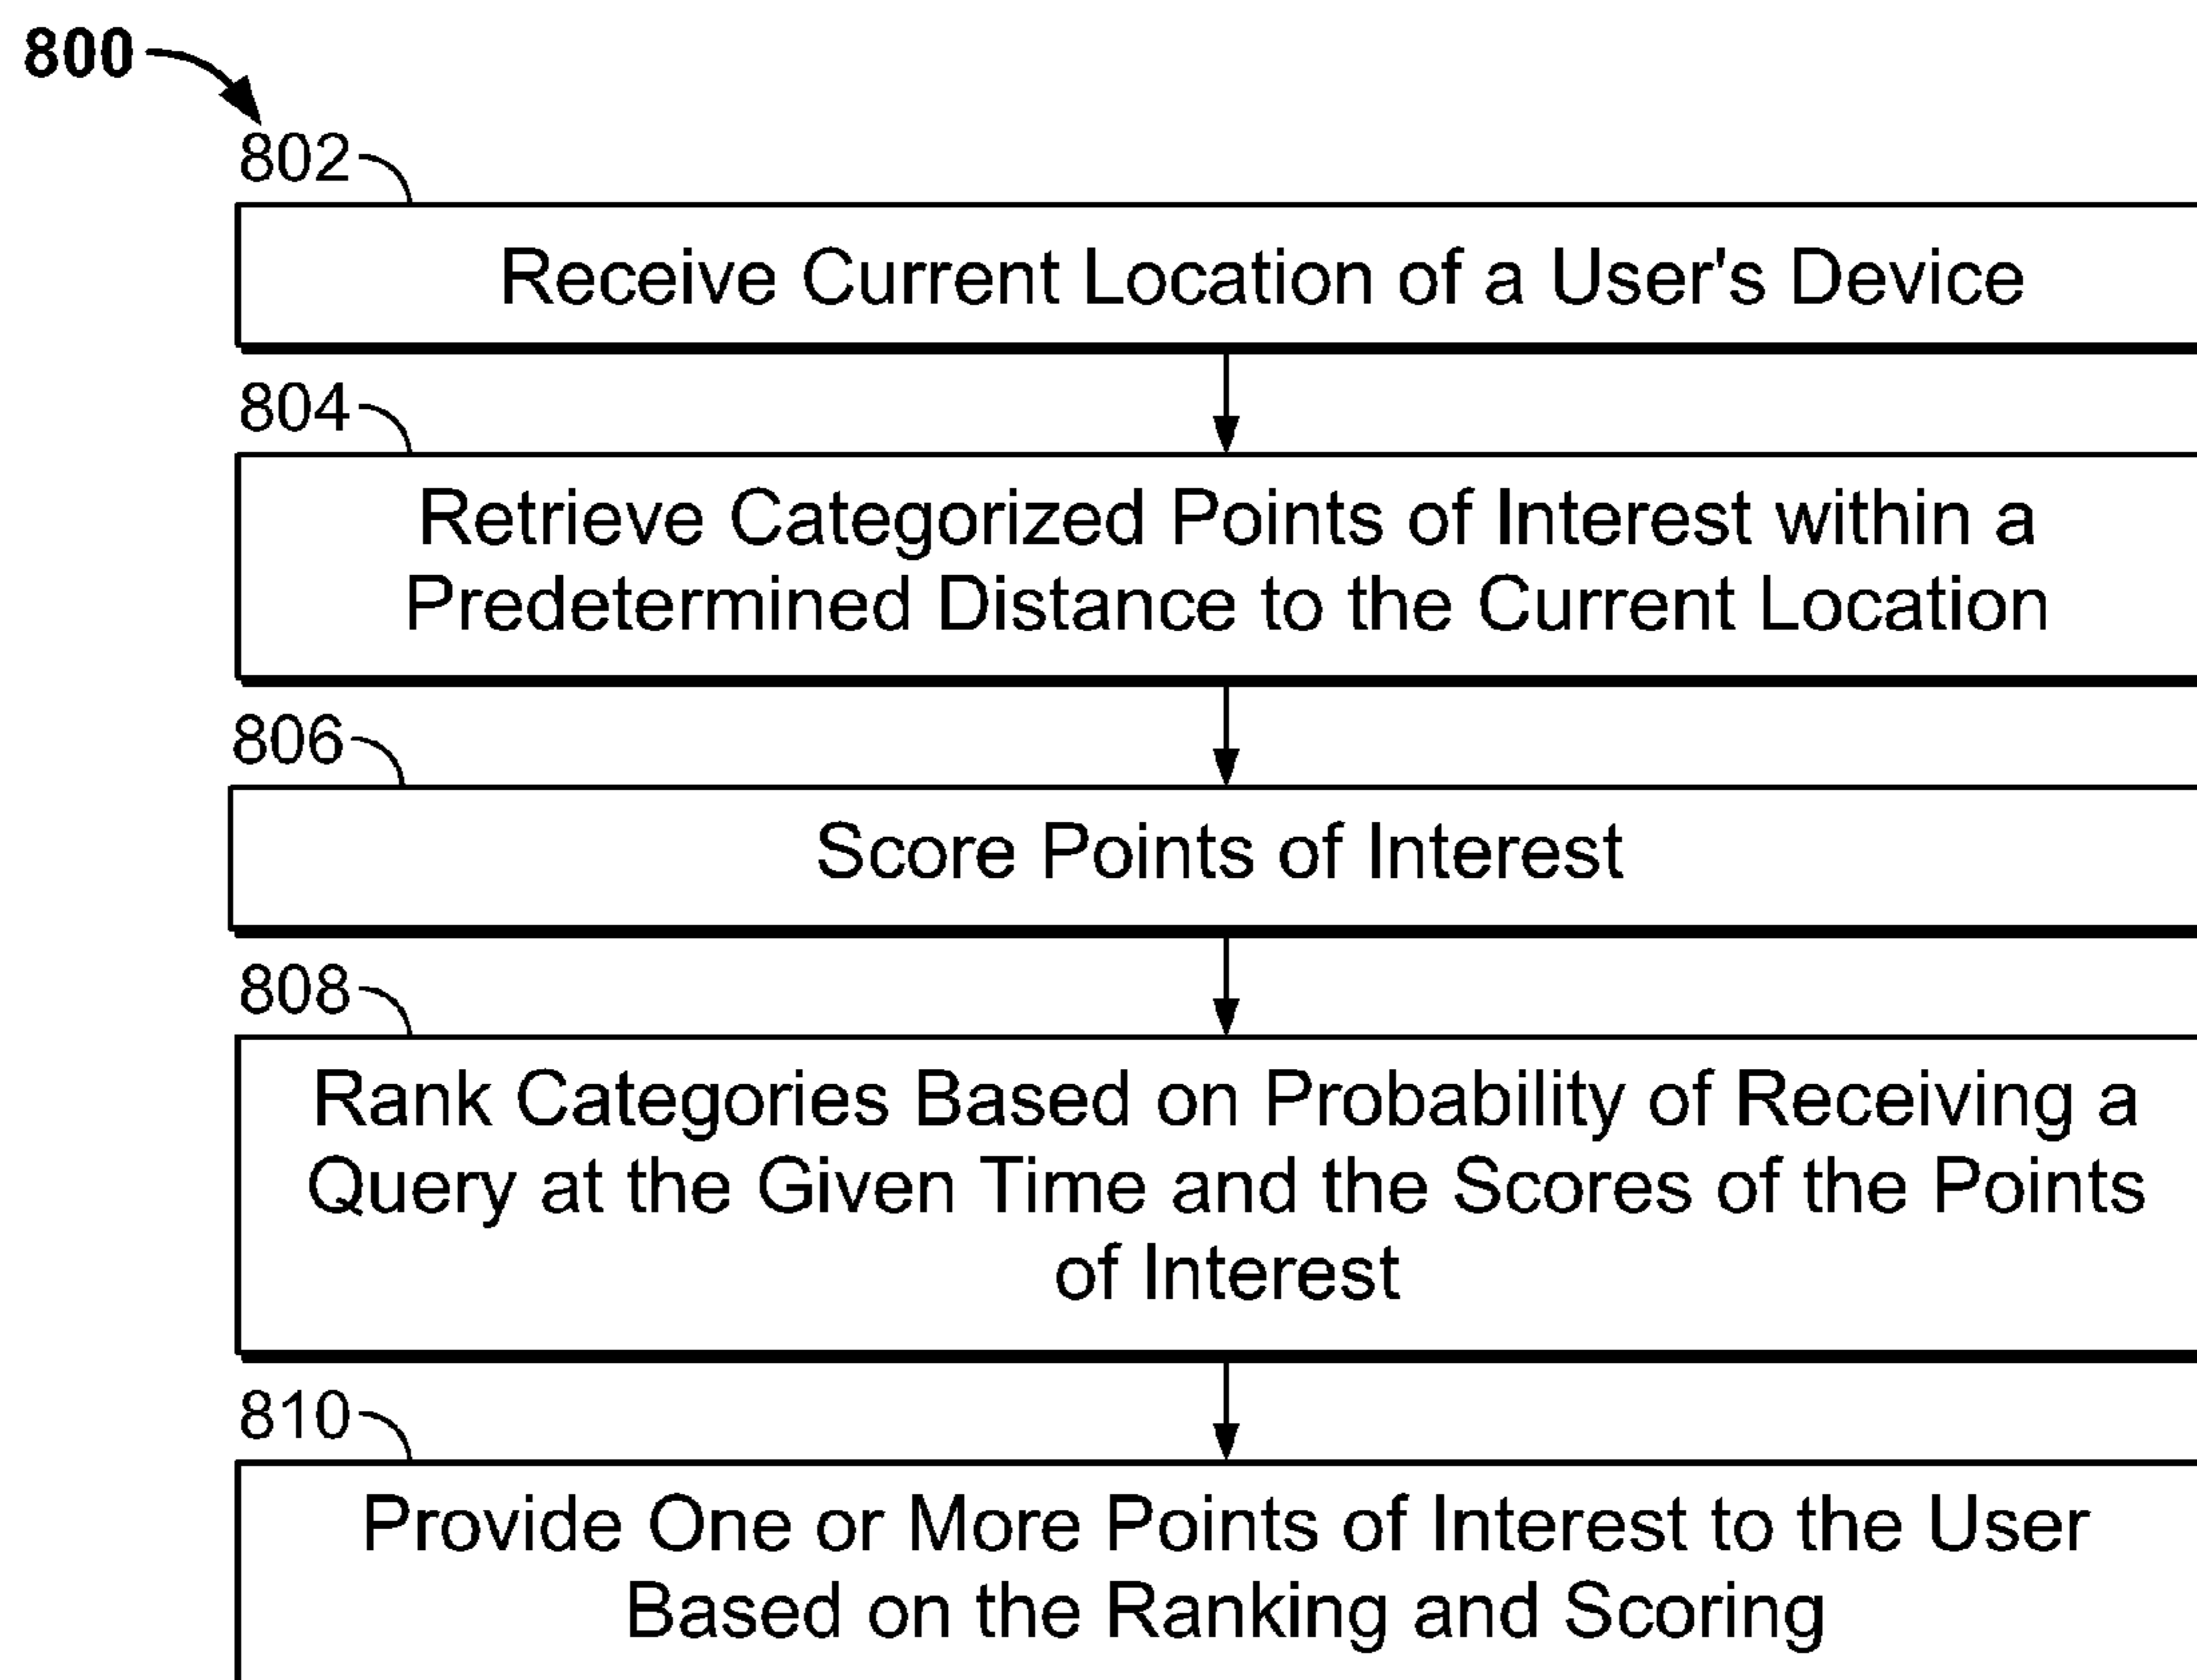 800
802
Receive Current Location of a User's Device
804
Retrieve Categorized Points of Interest within a
Predetermined Distance to the Current Location
806
Score Points of Interest
808
Rank Categories Based on Probability of Receiving a
Query at the Given Time and the Scores of the Points
of Interest
810
Provide One or More Points of Interest to the User
Based on the Ranking and Scoring